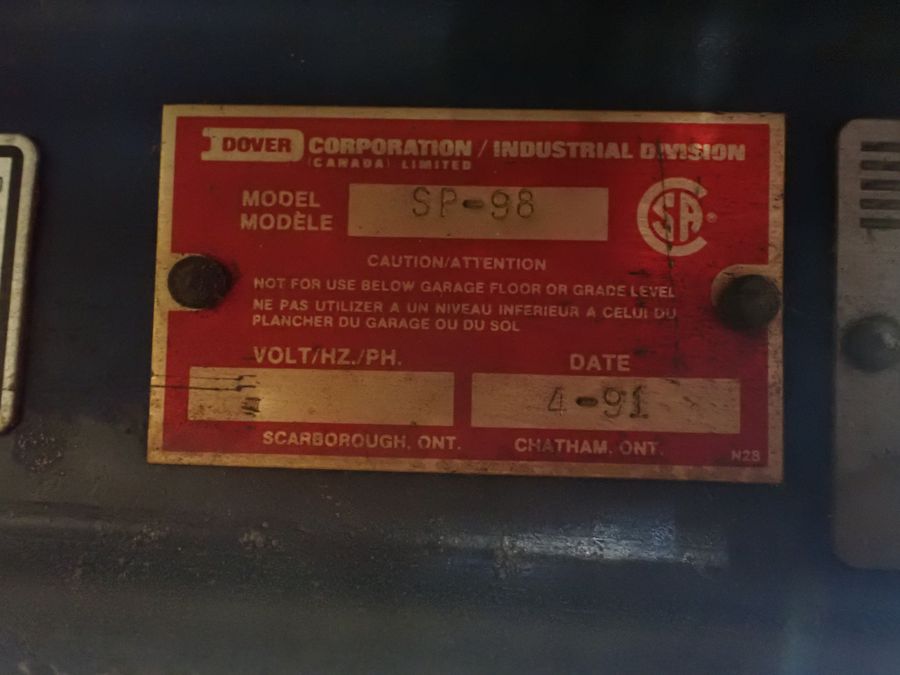 DOVER CORPORATION / INDUSTRIAL DIVISION
(CANADA) LIMITED
MODEL SP-98
MODÈLE
CSA ®
CAUTION/ATTENTION
NOT FOR USE BELOW GARAGE FLOOR OR GRADE LEVEL
NE PAS UTILIZER A UN NIVEAU INFERIEUR A CELUI DU
PLANCHER DU GARAGE OU DU SOL
VOLT/HZ./PH. DATE
4-91
SCARBOROUGH, ONT. CHATHAM, ONT.
N28